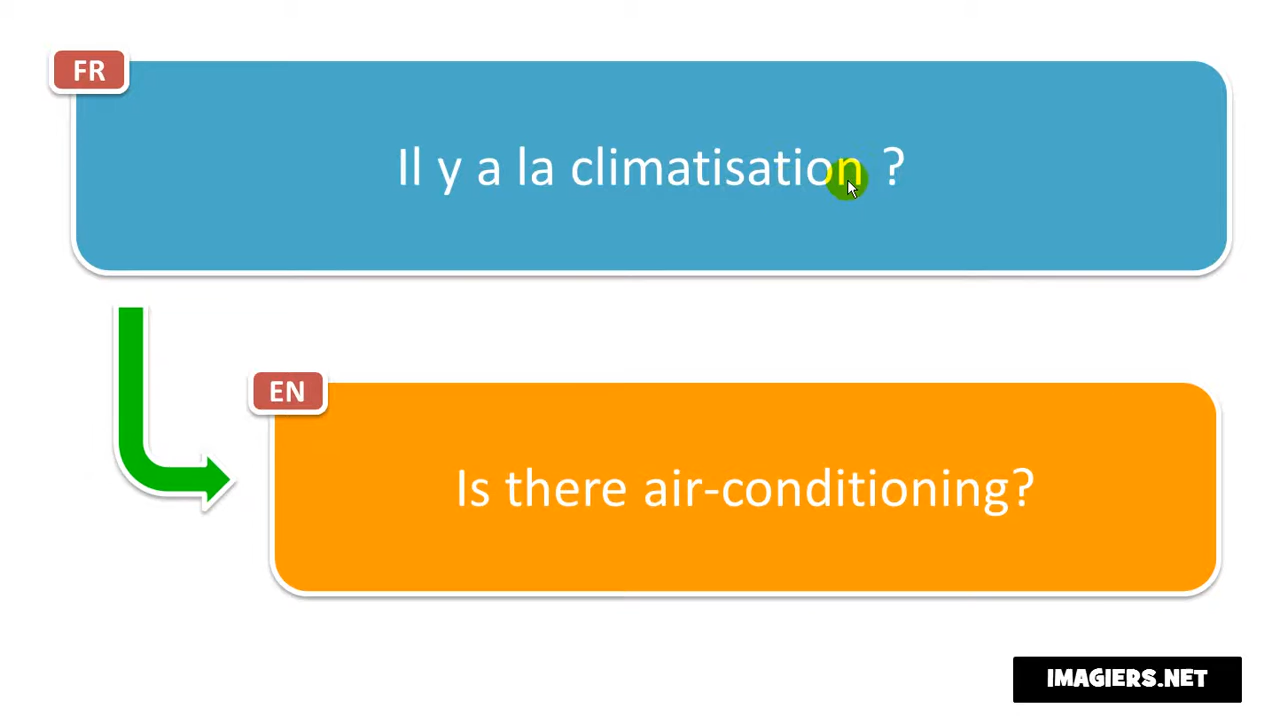 FR
Il y a la climatisation ?
EN
Is there air-conditioning?
IMAGIERS.NET